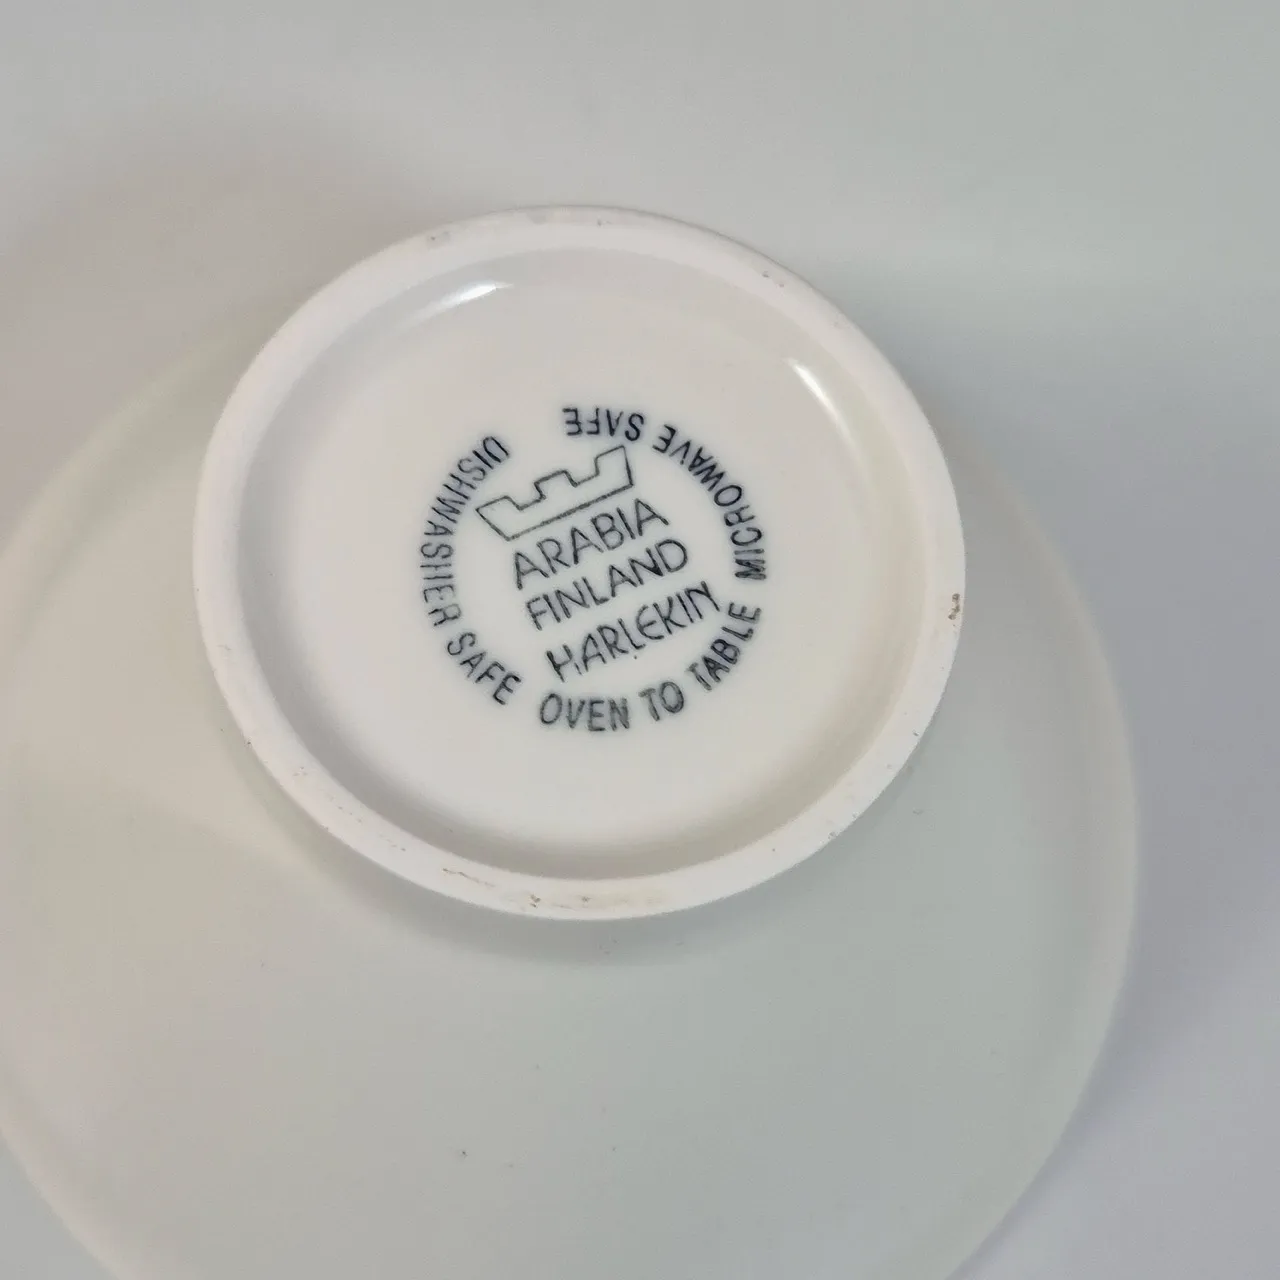 ARABIA
FINLAND
HARLEKIN
DISHWASHER SAFE OVEN TO TABLE MICROWAVE SAFE